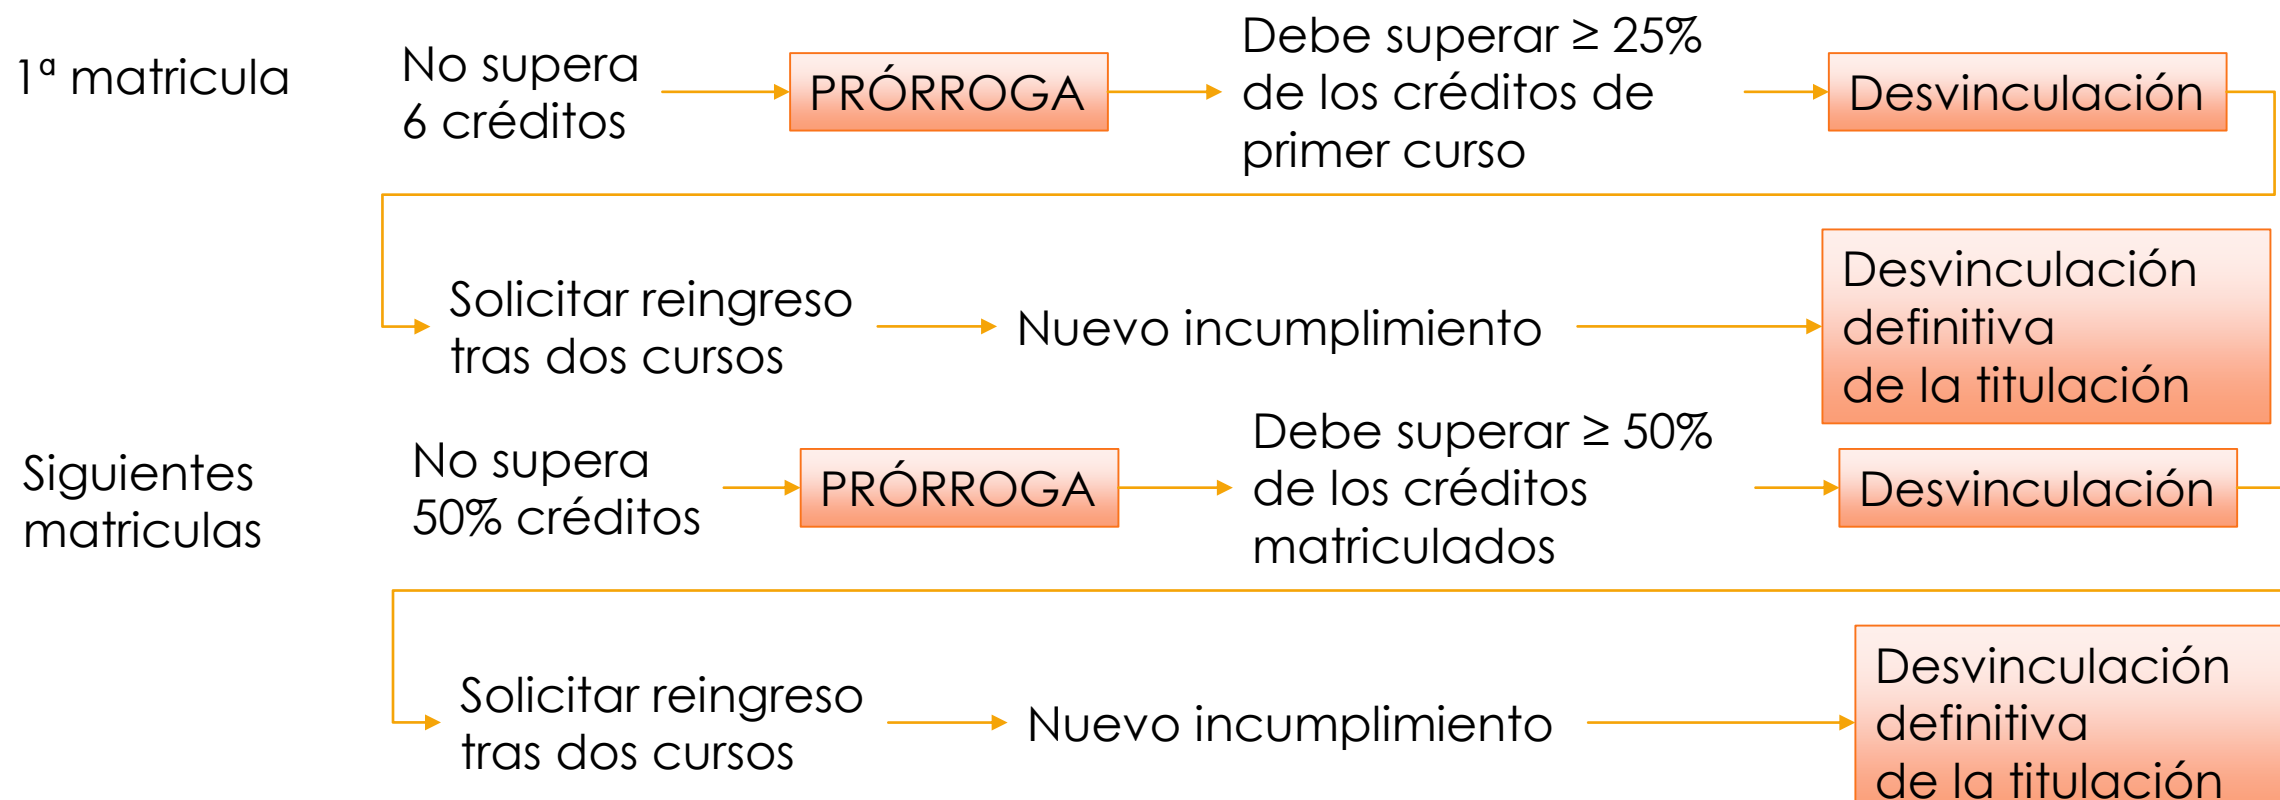 1ª matricula
No supera
6 créditos
PRÓRROGA
Debe superar ≥ 25%
de los créditos de
primer curso
Desvinculación
Solicitar reingreso
tras dos cursos
Nuevo incumplimiento
Desvinculación
definitiva
de la titulación
Siguientes
matriculas
No supera
50% créditos
PRÓRROGA
Debe superar ≥ 50%
de los créditos
matriculados
Desvinculación
Solicitar reingreso
tras dos cursos
Nuevo incumplimiento
Desvinculación
definitiva
de la titulación